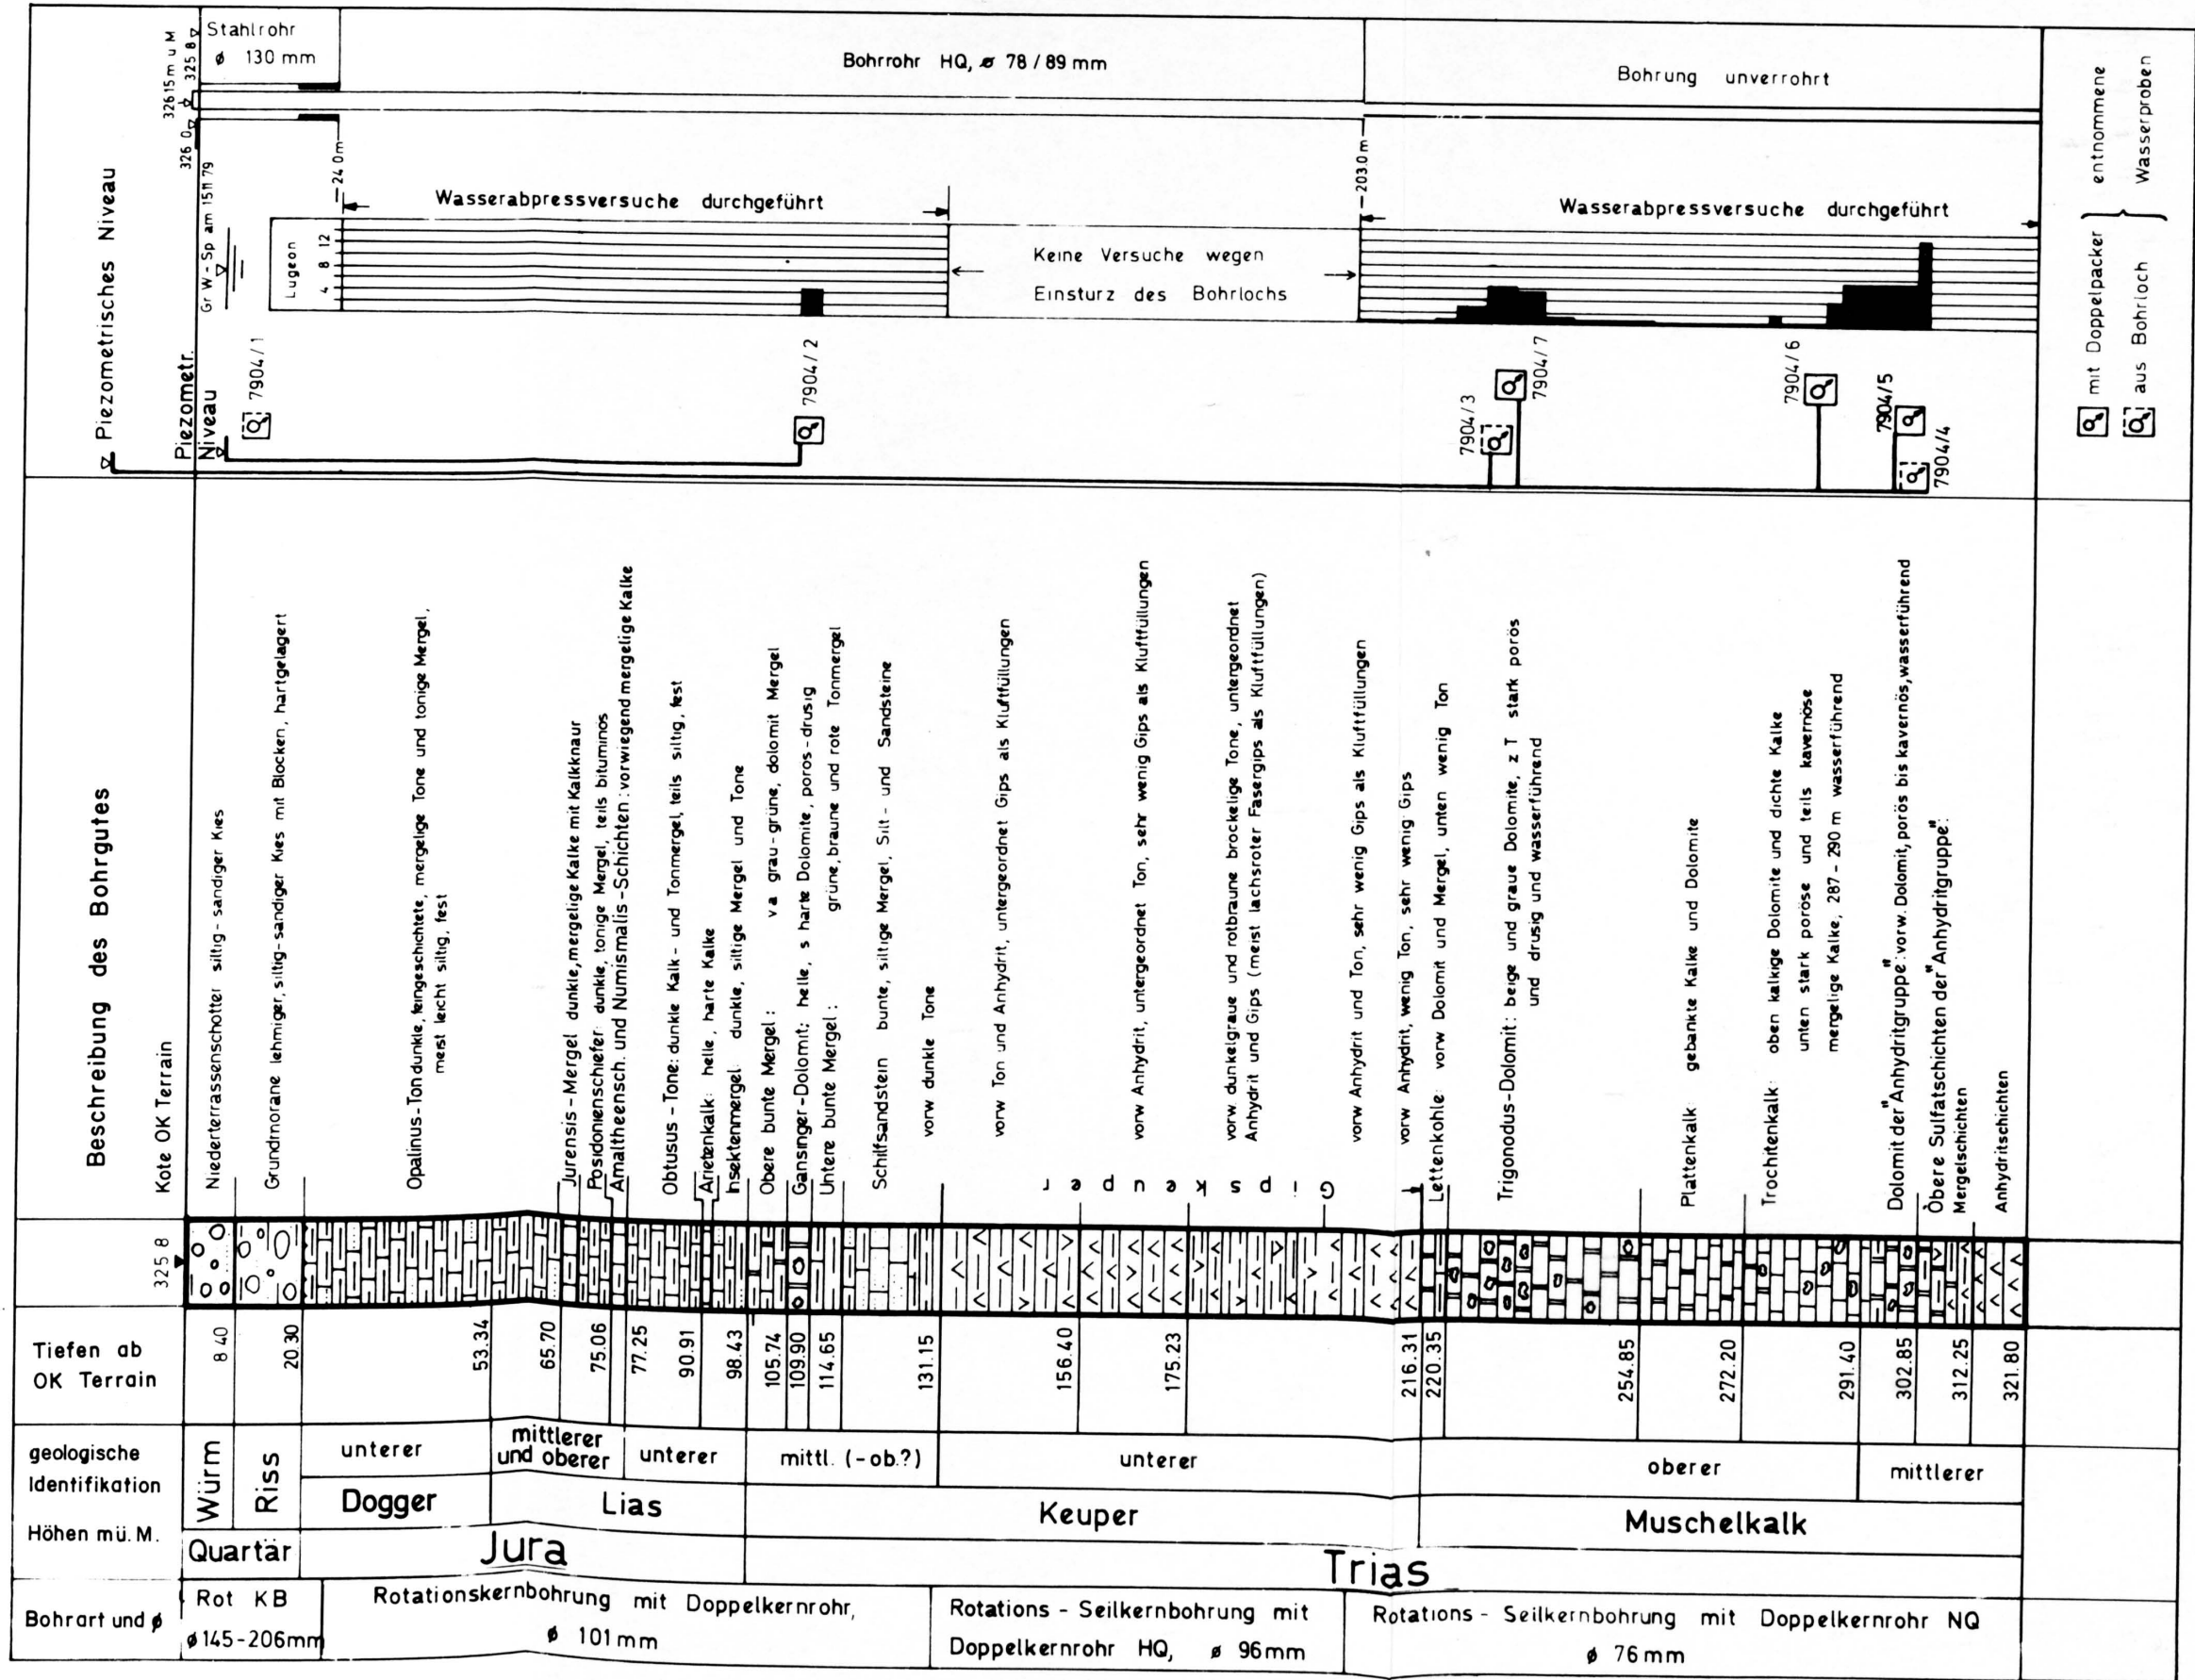 Piezometrisches Niveau
326 0
326 15 m u M
325 8
Stahlrohr
ø 130 mm
Bohrrohr HQ, ø 78 / 89 mm
Bohrung unverrohrt
Gr W - Sp am 15 11 79
24 0m
203.0 m
Wasserabpressversuche durchgeführt
Wasserabpressversuche durchgeführt
Lugeon
4 8 12
Keine Versuche wegen
Einsturz des Bohrlochs
Piezometr.
Niveau
7904/1
7904/2
7904/3
7904/7
7904/6
7904/5
7904/4
mit Doppelpacker
aus Bohrloch
entnommene
Wasserproben
Beschreibung des Bohrgutes
Kote OK Terrain
Niederterrassenschotter siltig - sandiger Kies
Grundmorane lehmiger, siltig-sandiger Kies mit Blocken, hartgelagert
Opalinus-Ton dunkle, feingeschichtete, mergelige Tone und tonige Mergel,
meist leicht siltig, fest
Jurensis-Mergel dunkle, mergelige Kalke mit Kalkknaur
Posidonienschiefer: dunkle, tonige Mergel, teils bituminos
Amaltheensch. und Numismalis-Schichten: vorwiegend mergelige Kalke
Obtusus-Tone: dunkle Kalk- und Tonmergel, teils siltig, fest
Arietenkalk: helle, harte Kalke
Insektenmergel dunkle, siltige Mergel und Tone
Obere bunte Mergel: va grau-grüne, dolomit Mergel
Gansinger-Dolomit: helle, s harte Dolomite, poros-drusig
Untere bunte Mergel: grüne, braune und rote Tonmergel
Schilfsandstein bunte, siltige Mergel, Silt- und Sandsteine
vorw dunkle Tone
vorw Ton und Anhydrit, untergeordnet Gips als Kluftfüllungen
vorw Anhydrit, untergeordnet Ton, sehr wenig Gips als Kluftfüllungen
vorw. dunkelgraue und rotbraune brockelige Tone, untergeordnet
Anhydrit und Gips (meist lachsroter Fasergips als Kluftfüllungen)
vorw Anhydrit und Ton, sehr wenig Gips als Kluftfüllungen
vorw Anhydrit, wenig Ton, sehr wenig Gips
Gipskeuper
Lettenkohle: vorw Dolomit und Mergel, unten wenig Ton
Trigonodus-Dolomit: beige und graue Dolomite, z T stark porös
und drusig und wasserführend
Plattenkalk: gebankte Kalke und Dolomite
Trochitenkalk: oben kalkige Dolomite und dichte Kalke
unten stark poröse und teils kavernöse
mergelige Kalke, 287 - 290 m wasserführend
Dolomit der "Anhydritgruppe": vorw. Dolomit, porös bis kavernös, wasserführend
Obere Sulfatschichten der "Anhydritgruppe":
Mergelschichten
Anhydritschichten
325 8
Tiefen ab
OK Terrain
8 40
20 30
53.34
65.70
75.06
77.25
90.91
98.43
105.74
109.90
114.65
131.15
156.40
175.23
216.31
220.35
254.85
272.20
291.40
302.85
312.25
321.80
geologische
Identifikation
Höhen mü. M.
Würm
Riss
unterer
mittlerer
und oberer
unterer
mittl. (-ob.?)
unterer
oberer
mittlerer
Dogger
Lias
Keuper
Muschelkalk
Quartär
Jura
Trias
Bohrart und ø
Rot KB
ø 145-206mm
Rotationskernbohrung mit Doppelkernrohr,
ø 101 mm
Rotations - Seilkernbohrung mit
Doppelkernrohr HQ, ø 96mm
Rotations - Seilkernbohrung mit Doppelkernrohr NQ
ø 76 mm